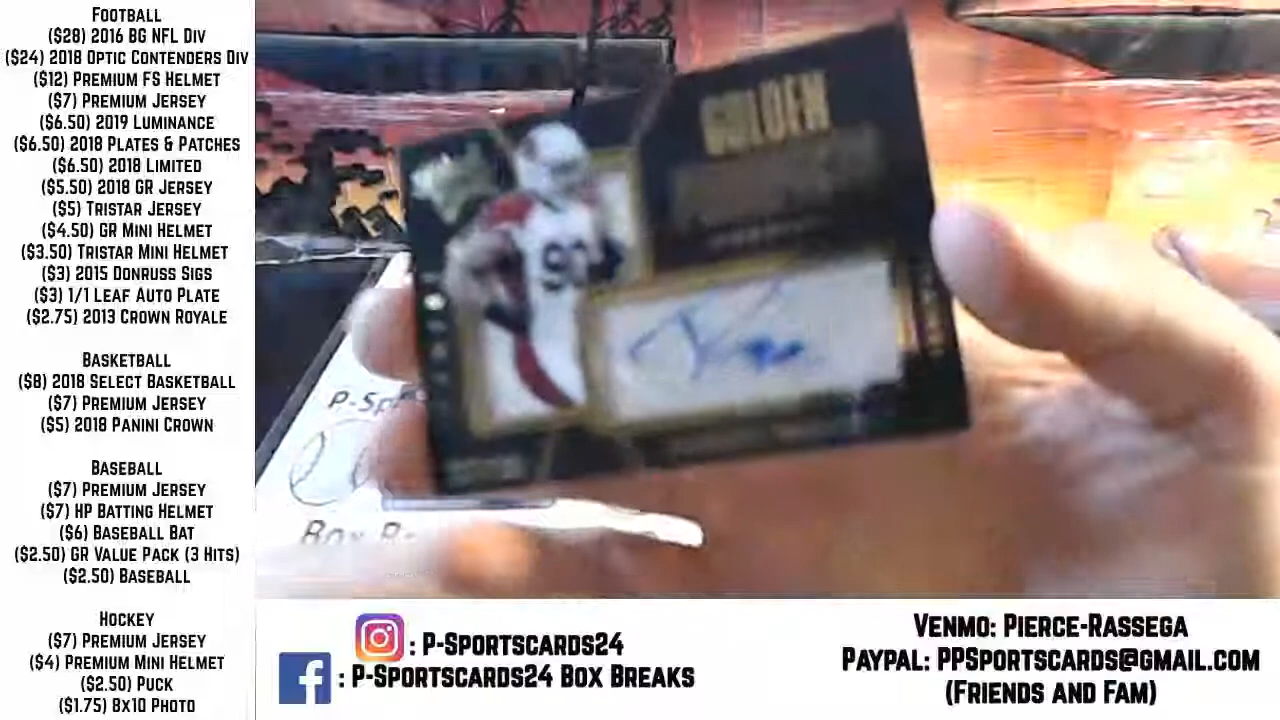 Football
($28) 2016 BG NFL Div
($24) 2018 Optic Contenders Div
($12) Premium FS Helmet
($7) Premium Jersey
($6.50) 2019 Luminance
($6.50) 2018 Plates & Patches
($6.50) 2018 Limited
($5.50) 2018 GR Jersey
($5) Tristar Jersey
($4.50) GR Mini Helmet
($3.50) Tristar Mini Helmet
($3) 2015 Donruss Sigs
($3) 1/1 Leaf Auto Plate
($2.75) 2013 Crown Royale
Basketball
($8) 2018 Select Basketball
($7) Premium Jersey
($5) 2018 Panini Crown
Baseball
($7) Premium Jersey
($7) HP Batting Helmet
($6) Baseball Bat
($2.50) GR Value Pack (3 Hits)
($2.50) Baseball
Hockey
($7) Premium Jersey
($4) Premium Mini Helmet
($2.50) Puck
($1.75) 8x10 Photo
GOLDEN
P-Sp
Box B
: P-Sportscards24
: P-Sportscards24 Box Breaks
Venmo: Pierce-Rassega
PayPal: PPSportscards@gmail.com
(Friends and Fam)